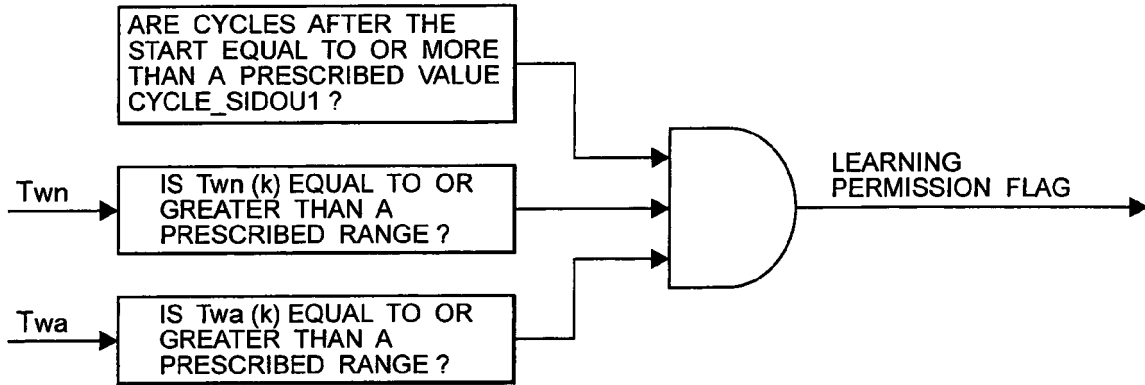 ARE CYCLES AFTER THE
START EQUAL TO OR MORE
THAN A PRESCRIBED VALUE
CYCLE_SIDOU1 ?
Twn
IS Twn (k) EQUAL TO OR
GREATER THAN A
PRESCRIBED RANGE ?
Twa
IS Twa (k) EQUAL TO OR
GREATER THAN A
PRESCRIBED RANGE ?
LEARNING
PERMISSION FLAG